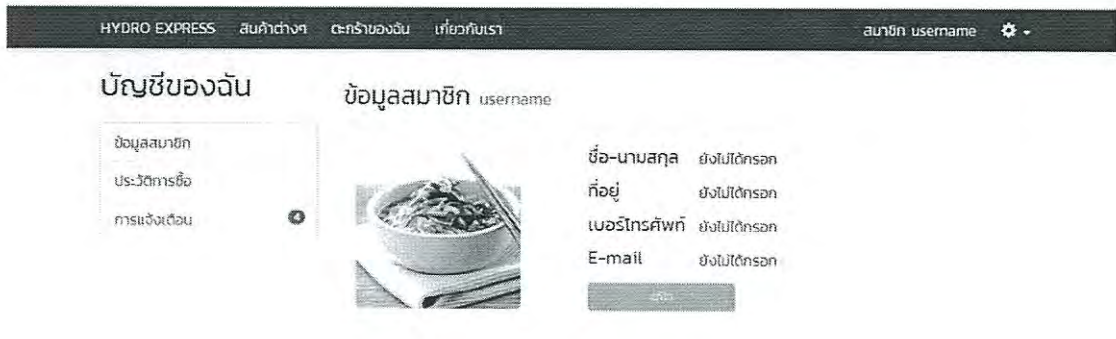 HYDRO EXPRESS สินค้าต่างๆ ตะกร้าของฉัน เกี่ยวกับเรา สมาชิก username
บัญชีของฉัน
ข้อมูลสมาชิก
ประวัติการซื้อ
การแจ้งเตือน 4
ข้อมูลสมาชิก username
ชื่อ-นามสกุล ยังไม่ได้กรอก
ที่อยู่ ยังไม่ได้กรอก
เบอร์โทรศัพท์ ยังไม่ได้กรอก
E-mail ยังไม่ได้กรอก